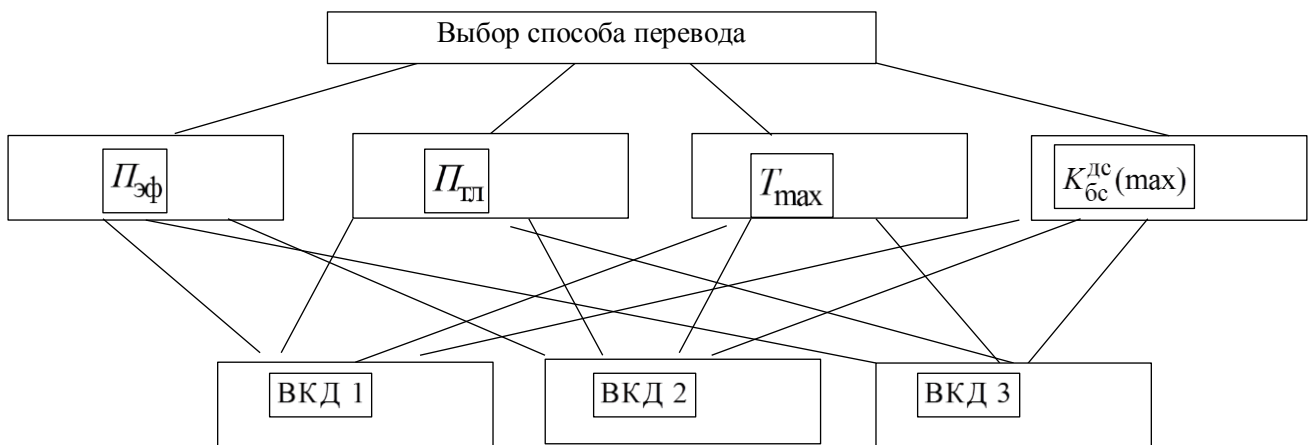 Выбор способа перевода
Пэф
Птл
Tmax
Kбсдс(max)
ВКД 1
ВКД 2
ВКД 3